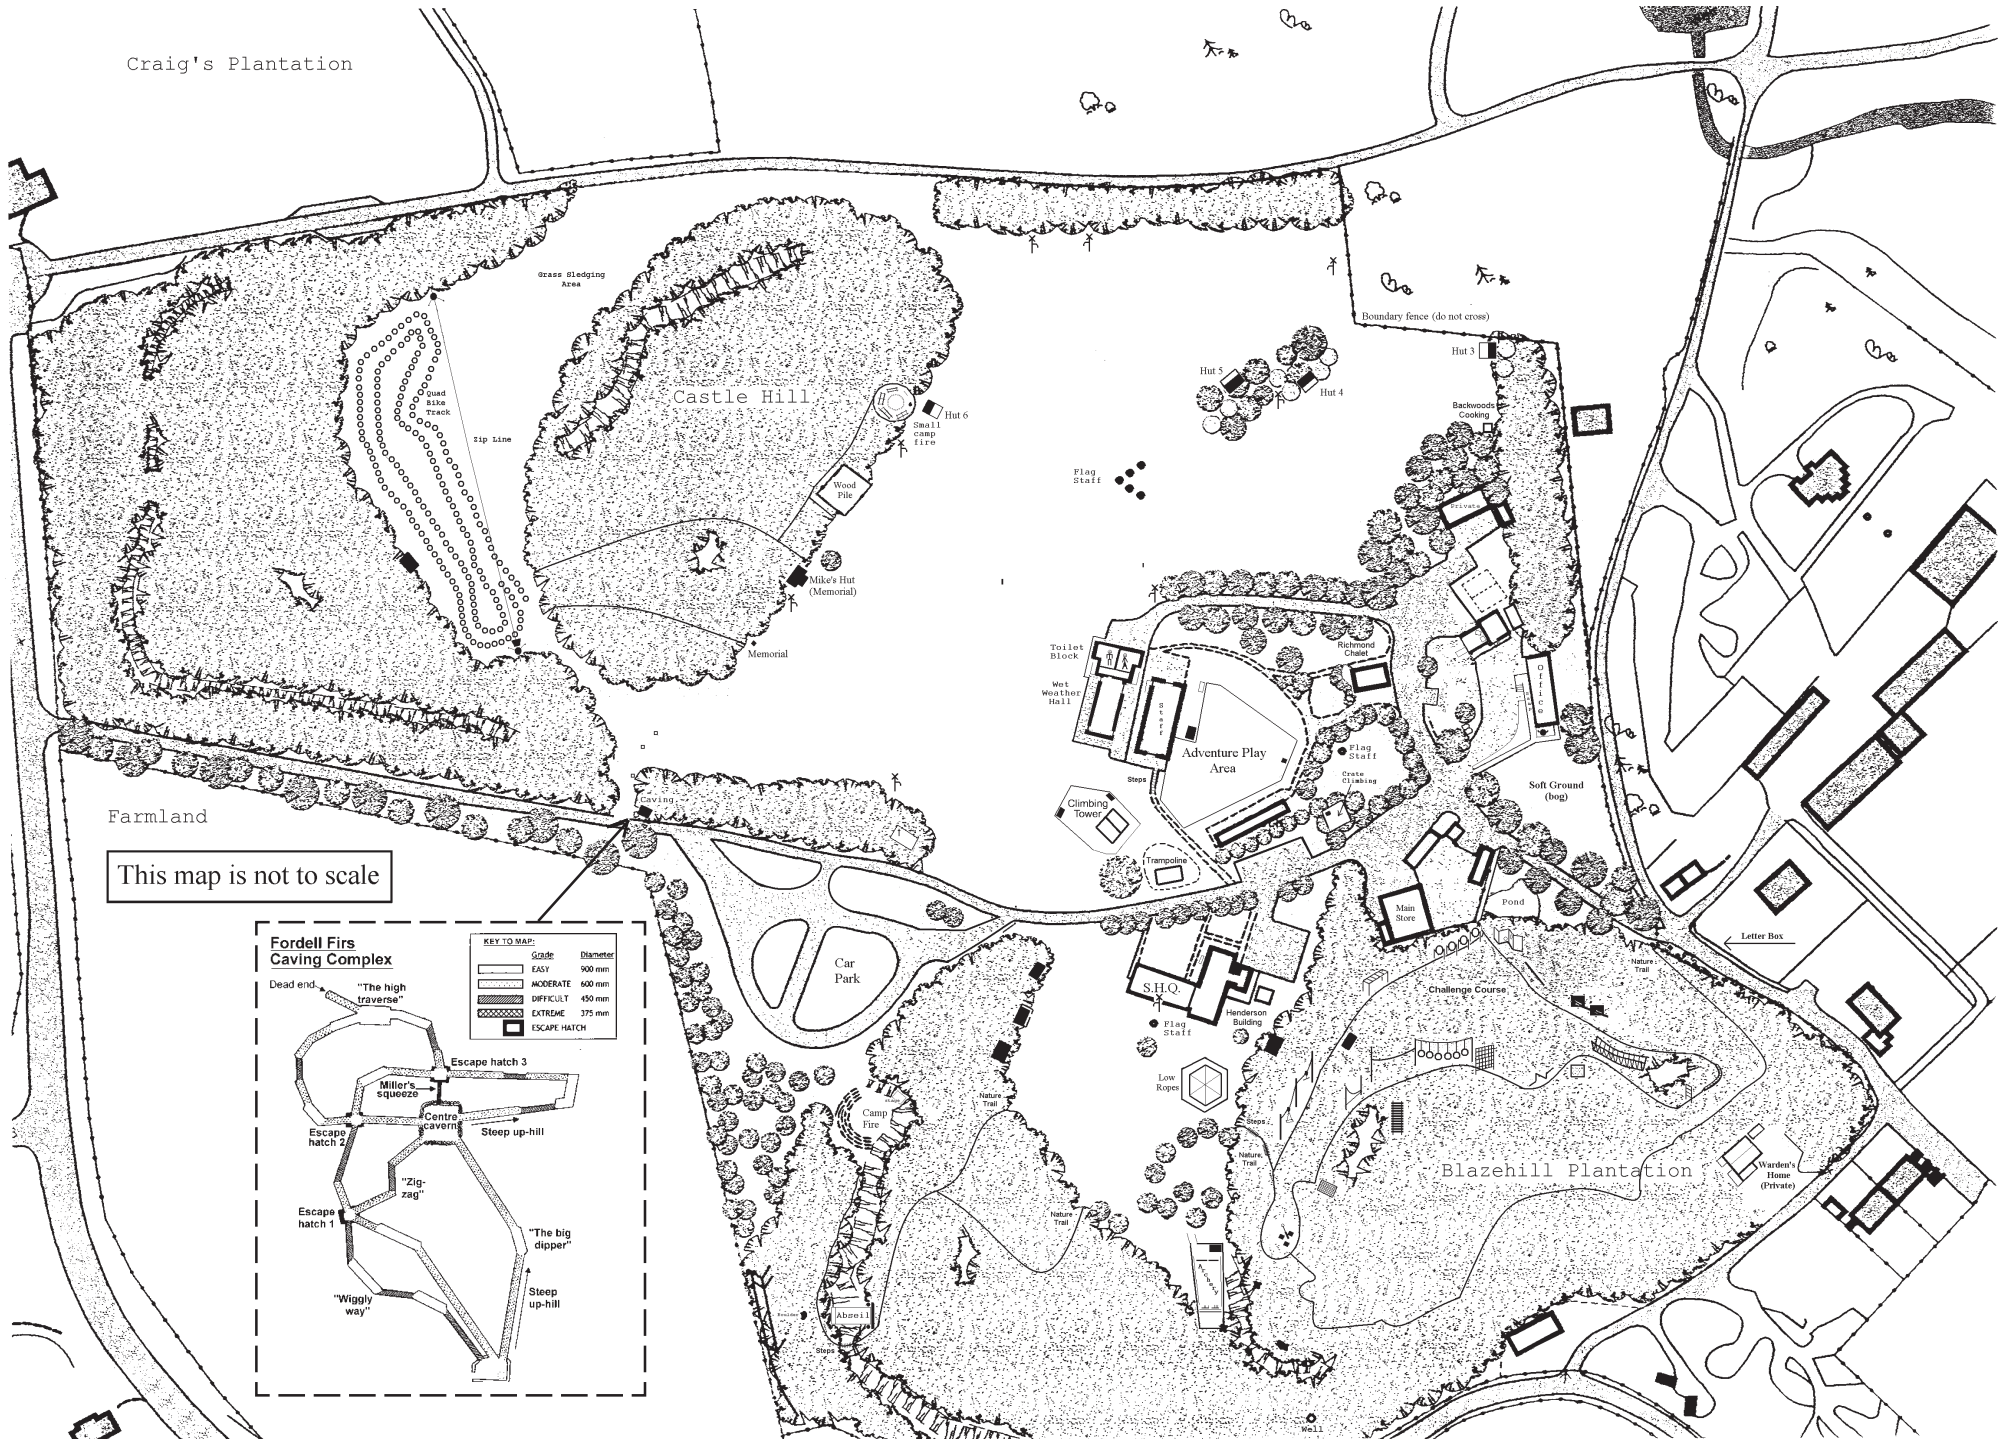 Craig's Plantation
Grass Sledging
Area
Boundary fence (do not cross)
Hut 3
Hut 5
Hut 4
Castle Hill
Quad
Bike
Track
Zip Line
Hut 6
Small
camp
fire
Backwoods
Cooking
Flag
Staff
Wood
Pile
Private
Mike's Hut
(Memorial)
Memorial
Toilet
Block
Wet
Weather
Hall
Staff
Richmond
Chalet
Office
Adventure Play
Area
Flag
Staff
Crate
Climbing
Steps
Soft Ground
(bog)
Caving
Climbing
Tower
Trampoline
Farmland
This map is not to scale
Main
Store
Pond
Letter Box
Nature
Trail
Car
Park
S.H.Q.
Henderson
Building
Flag
Staff
Challenge Course
Low
Ropes
Camp
Fire
Nature
Trail
Steps
Nature
Trail
Blazehill Plantation
Warden's
Home
(Private)
Nature
Trail
Archery
Boulder
Abseil
Steps
Well
Fordell Firs
Caving Complex
KEY TO MAP:
Grade Diameter
EASY 900 mm
MODERATE 600 mm
DIFFICULT 450 mm
EXTREME 375 mm
ESCAPE HATCH
Dead end
"The high
traverse"
Escape hatch 3
Miller's
squeeze
Centre
cavern
Escape
hatch 2
Steep up-hill
"Zig-
zag"
Escape
hatch 1
"The big
dipper"
"Wiggly
way"
Steep
up-hill